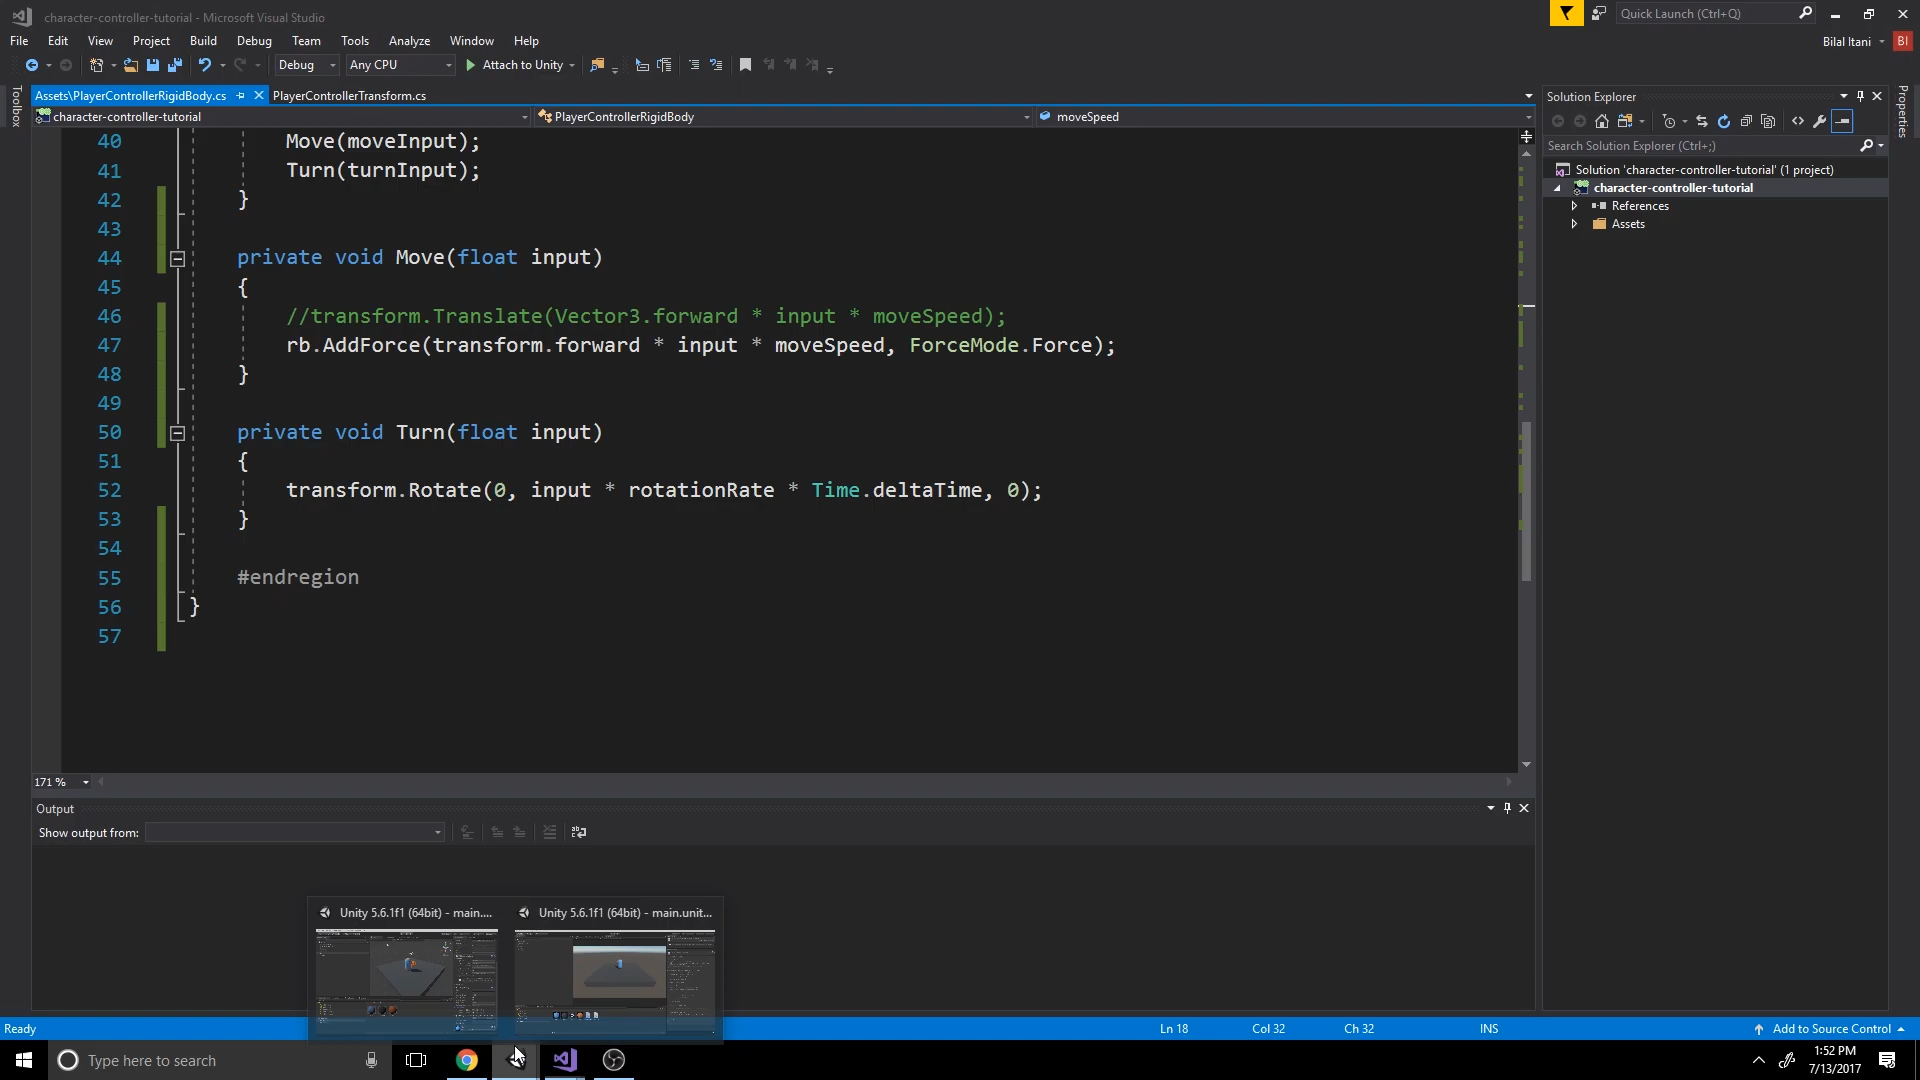 character-controller-tutorial - Microsoft Visual Studio
Quick Launch (Ctrl+Q)
File Edit View Project Build Debug Team Tools Analyze Window Help
Bilal Itani BI
Debug Any CPU Attach to Unity
Toolbox
Assets\PlayerControllerRigidBody.cs PlayerControllerTransform.cs
character-controller-tutorial PlayerControllerRigidBody moveSpeed
40 Move(moveInput);
41 Turn(turnInput);
42 }
43
44 private void Move(float input)
45 {
46 //transform.Translate(Vector3.forward * input * moveSpeed);
47 rb.AddForce(transform.forward * input * moveSpeed, ForceMode.Force);
48 }
49
50 private void Turn(float input)
51 {
52 transform.Rotate(0, input * rotationRate * Time.deltaTime, 0);
53 }
54
55 #endregion
56 }
57
171 %
Solution Explorer
Search Solution Explorer (Ctrl+;)
Solution 'character-controller-tutorial' (1 project)
character-controller-tutorial
References
Assets
Properties
Output
Show output from:
Unity 5.6.1f1 (64bit) - main.... Unity 5.6.1f1 (64bit) - main.unit...
Ready Ln 18 Col 32 Ch 32 INS Add to Source Control
Type here to search
1:52 PM
7/13/2017